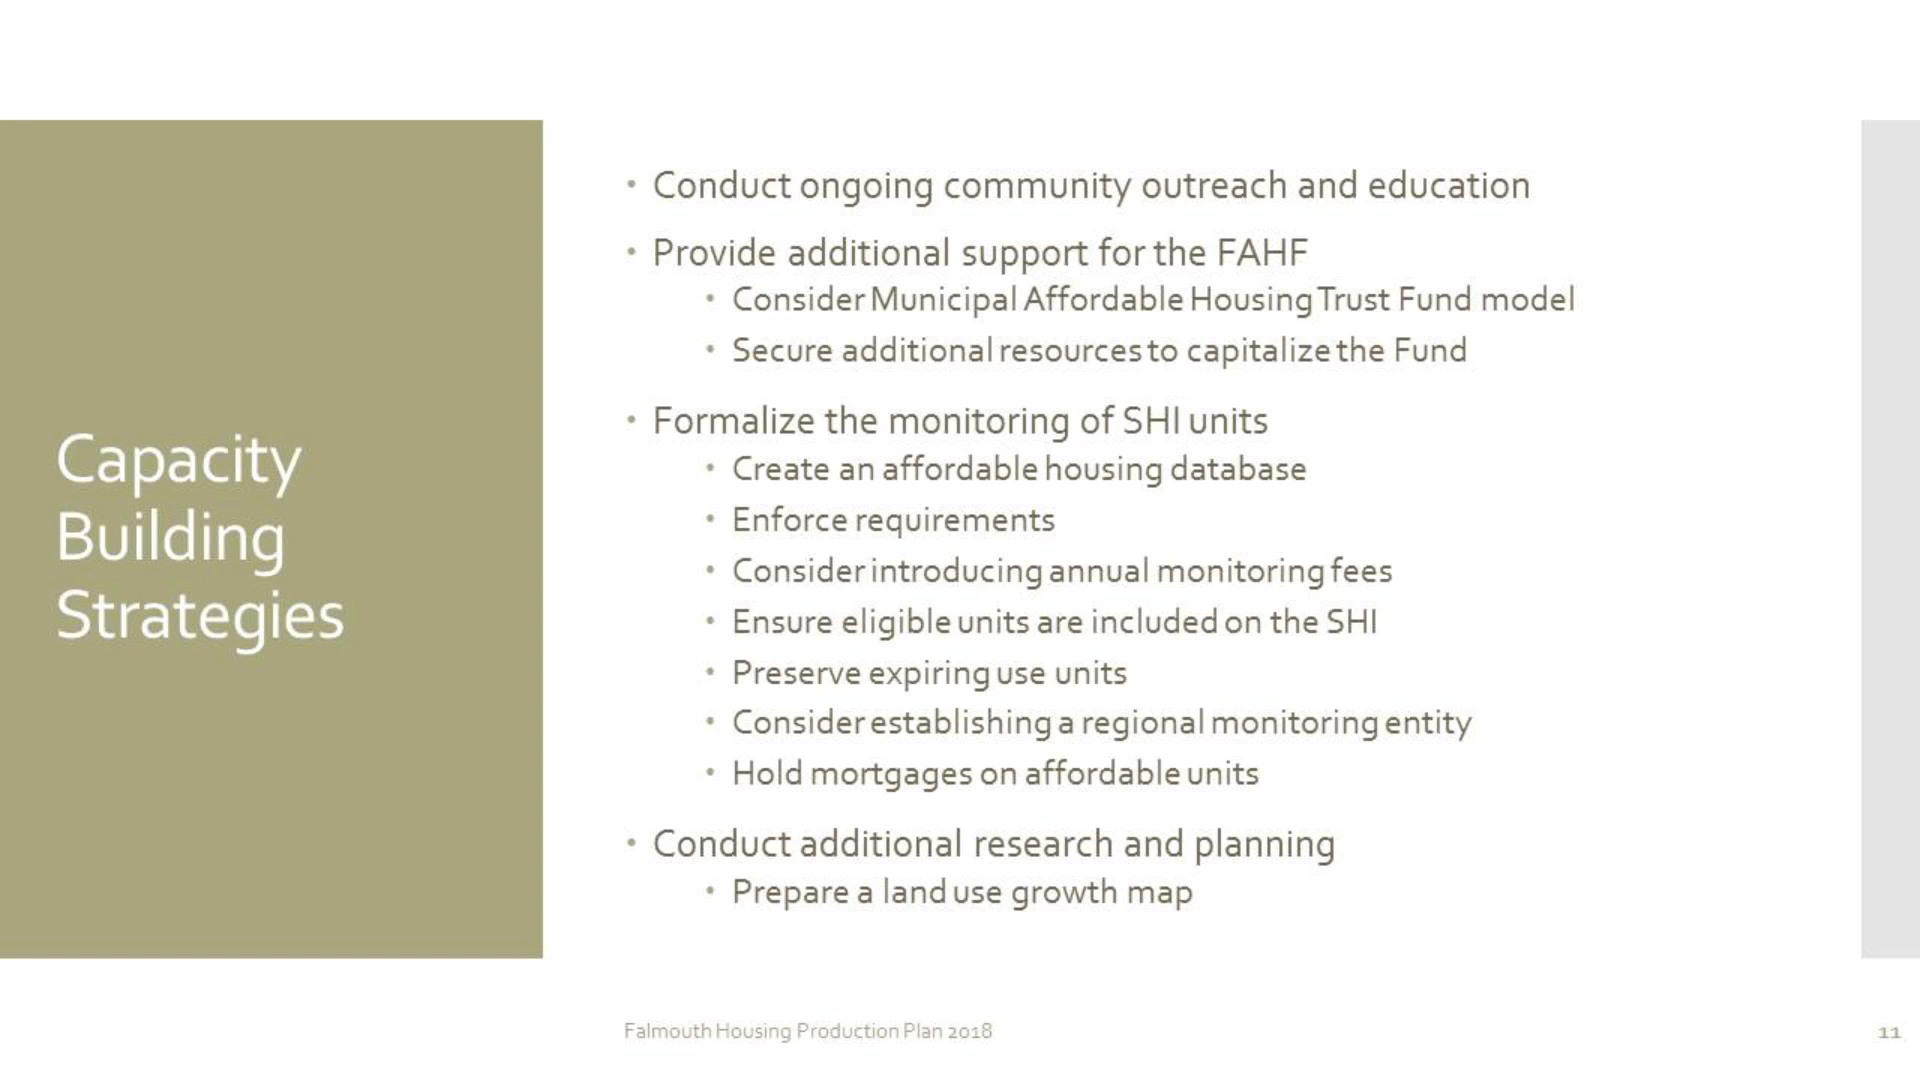 Capacity
Building
Strategies
• Conduct ongoing community outreach and education
• Provide additional support for the FAHF
• Consider Municipal Affordable Housing Trust Fund model
• Secure additional resources to capitalize the Fund
• Formalize the monitoring of SHI units
• Create an affordable housing database
• Enforce requirements
• Consider introducing annual monitoring fees
• Ensure eligible units are included on the SHI
• Preserve expiring use units
• Consider establishing a regional monitoring entity
• Hold mortgages on affordable units
• Conduct additional research and planning
• Prepare a land use growth map
Falmouth Housing Production Plan 2018
11